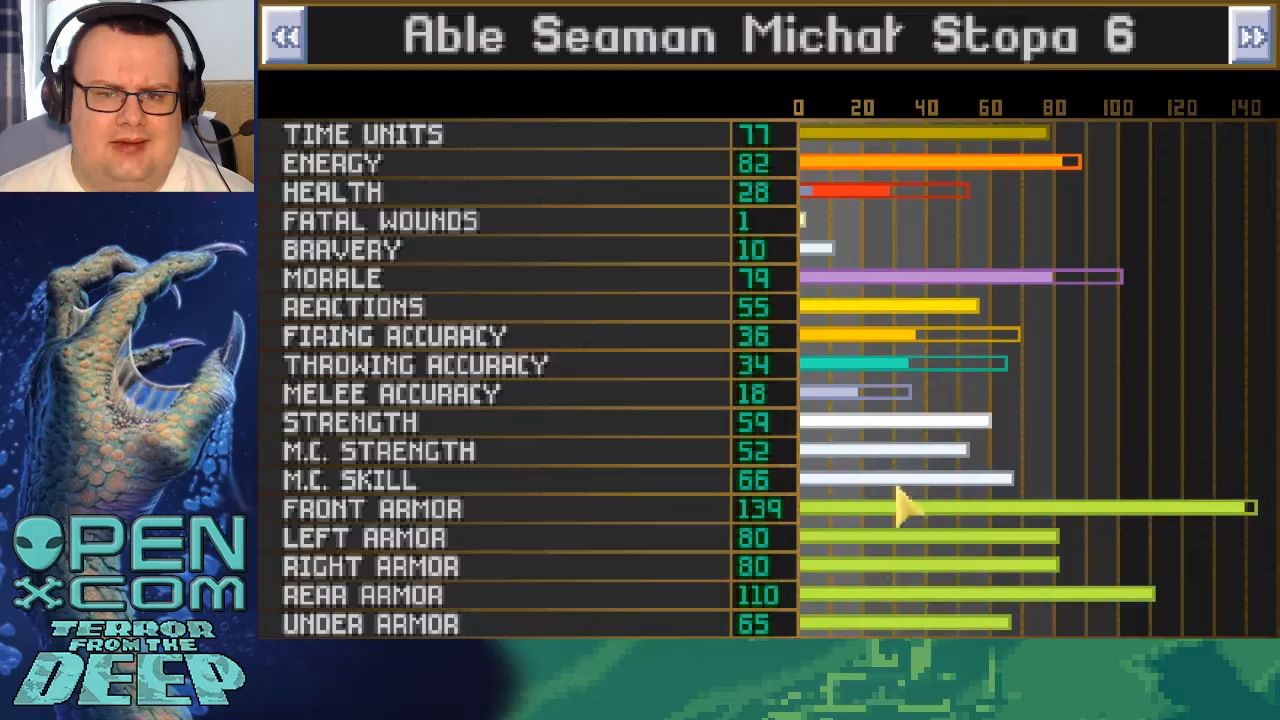 Able Seaman Michał Stopa 6
0 20 40 60 80 100 120 140
TIME UNITS 77
ENERGY 82
HEALTH 28
FATAL WOUNDS 1
BRAVERY 10
MORALE 79
REACTIONS 55
FIRING ACCURACY 36
THROWING ACCURACY 34
MELEE ACCURACY 18
STRENGTH 59
M.C. STRENGTH 52
M.C. SKILL 66
FRONT ARMOR 139
LEFT ARMOR 80
RIGHT ARMOR 80
REAR ARMOR 110
UNDER ARMOR 65
OPEN
XCOM
TERROR
FROM THE
DEEP